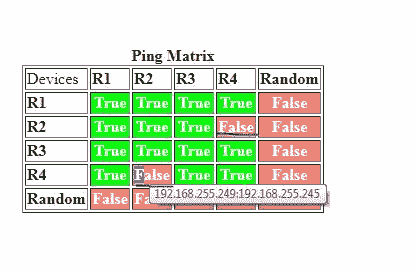 Ping Matrix
Devices R1 R2 R3 R4 Random
R1 True True True True False
R2 True True True False False
R3 True True True True False
R4 True False True True False
Random False
192.168.255.249:192.168.255.245